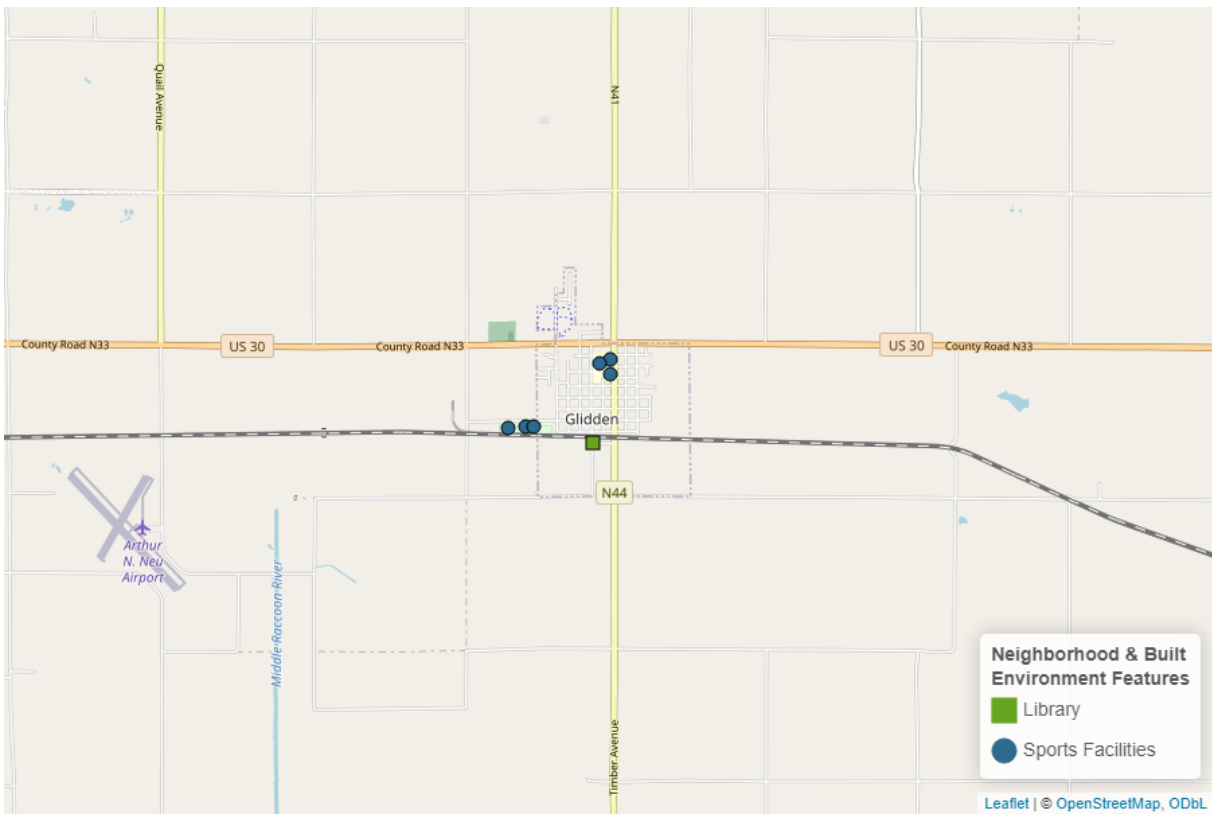 Quail Avenue
N41
County Road N33
US 30
County Road N33
US 30
County Road N33
Glidden
N44
Arthur
N. Neu
Airport
Middle Raccoon River
Timber Avenue
Neighborhood & Built
Environment Features
Library
Sports Facilities
Leaflet | © OpenStreetMap, ODbL